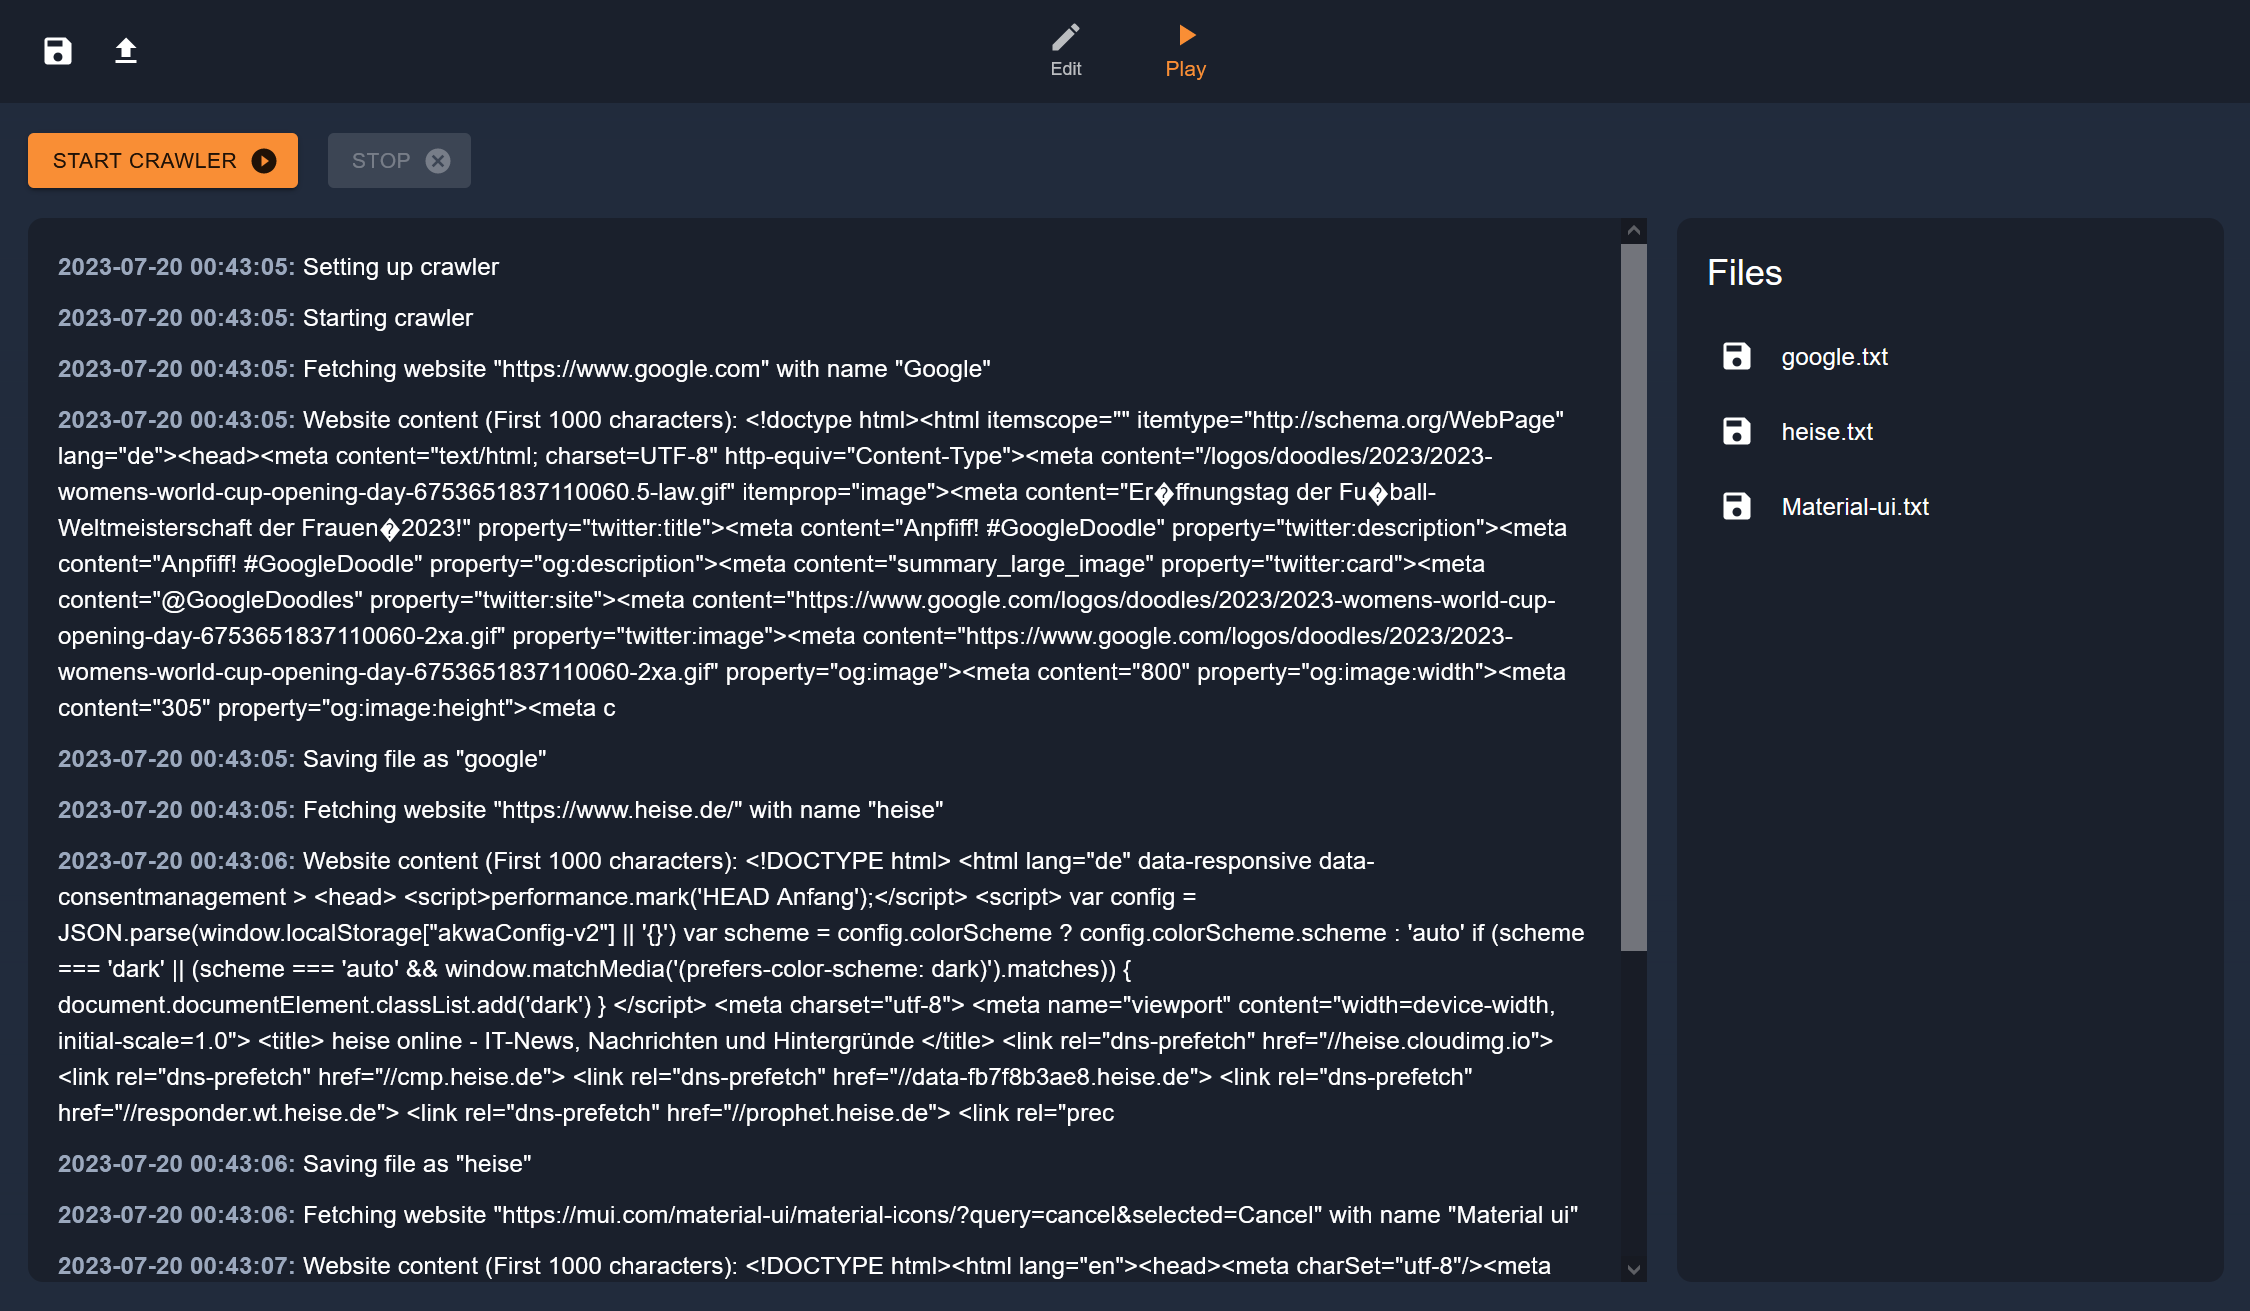 Edit
Play
START CRAWLER
STOP
2023-07-20 00:43:05: Setting up crawler
2023-07-20 00:43:05: Starting crawler
2023-07-20 00:43:05: Fetching website "https://www.google.com" with name "Google"
2023-07-20 00:43:05: Website content (First 1000 characters): <!doctype html><html itemscope="" itemtype="http://schema.org/WebPage"
lang="de"><head><meta content="text/html; charset=UTF-8" http-equiv="Content-Type"><meta content="/logos/doodles/2023/2023-
womens-world-cup-opening-day-6753651837110060.5-law.gif" itemprop="image"><meta content="Er�ffnungstag der Fu�ball-
Weltmeisterschaft der Frauen�2023!" property="twitter:title"><meta content="Anpfiff! #GoogleDoodle" property="twitter:description"><meta
content="Anpfiff! #GoogleDoodle" property="og:description"><meta content="summary_large_image" property="twitter:card"><meta
content="@GoogleDoodles" property="twitter:site"><meta content="https://www.google.com/logos/doodles/2023/2023-womens-world-cup-
opening-day-6753651837110060-2xa.gif" property="twitter:image"><meta content="https://www.google.com/logos/doodles/2023/2023-
womens-world-cup-opening-day-6753651837110060-2xa.gif" property="og:image"><meta content="800" property="og:image:width"><meta
content="305" property="og:image:height"><meta c
2023-07-20 00:43:05: Saving file as "google"
2023-07-20 00:43:05: Fetching website "https://www.heise.de/" with name "heise"
2023-07-20 00:43:06: Website content (First 1000 characters): <!DOCTYPE html> <html lang="de" data-responsive data-
consentmanagement > <head> <script>performance.mark('HEAD Anfang');</script> <script> var config =
JSON.parse(window.localStorage["akwaConfig-v2"] || '{}') var scheme = config.colorScheme ? config.colorScheme.scheme : 'auto' if (scheme
=== 'dark' || (scheme === 'auto' && window.matchMedia('(prefers-color-scheme: dark)').matches)) {
document.documentElement.classList.add('dark') } </script> <meta charset="utf-8"> <meta name="viewport" content="width=device-width,
initial-scale=1.0"> <title> heise online - IT-News, Nachrichten und Hintergründe </title> <link rel="dns-prefetch" href="//heise.cloudimg.io">
<link rel="dns-prefetch" href="//cmp.heise.de"> <link rel="dns-prefetch" href="//data-fb7f8b3ae8.heise.de"> <link rel="dns-prefetch"
href="//responder.wt.heise.de"> <link rel="dns-prefetch" href="//prophet.heise.de"> <link rel="prec
2023-07-20 00:43:06: Saving file as "heise"
2023-07-20 00:43:06: Fetching website "https://mui.com/material-ui/material-icons/?query=cancel&selected=Cancel" with name "Material ui"
2023-07-20 00:43:07: Website content (First 1000 characters): <!DOCTYPE html><html lang="en"><head><meta charSet="utf-8"/><meta
Files
google.txt
heise.txt
Material-ui.txt